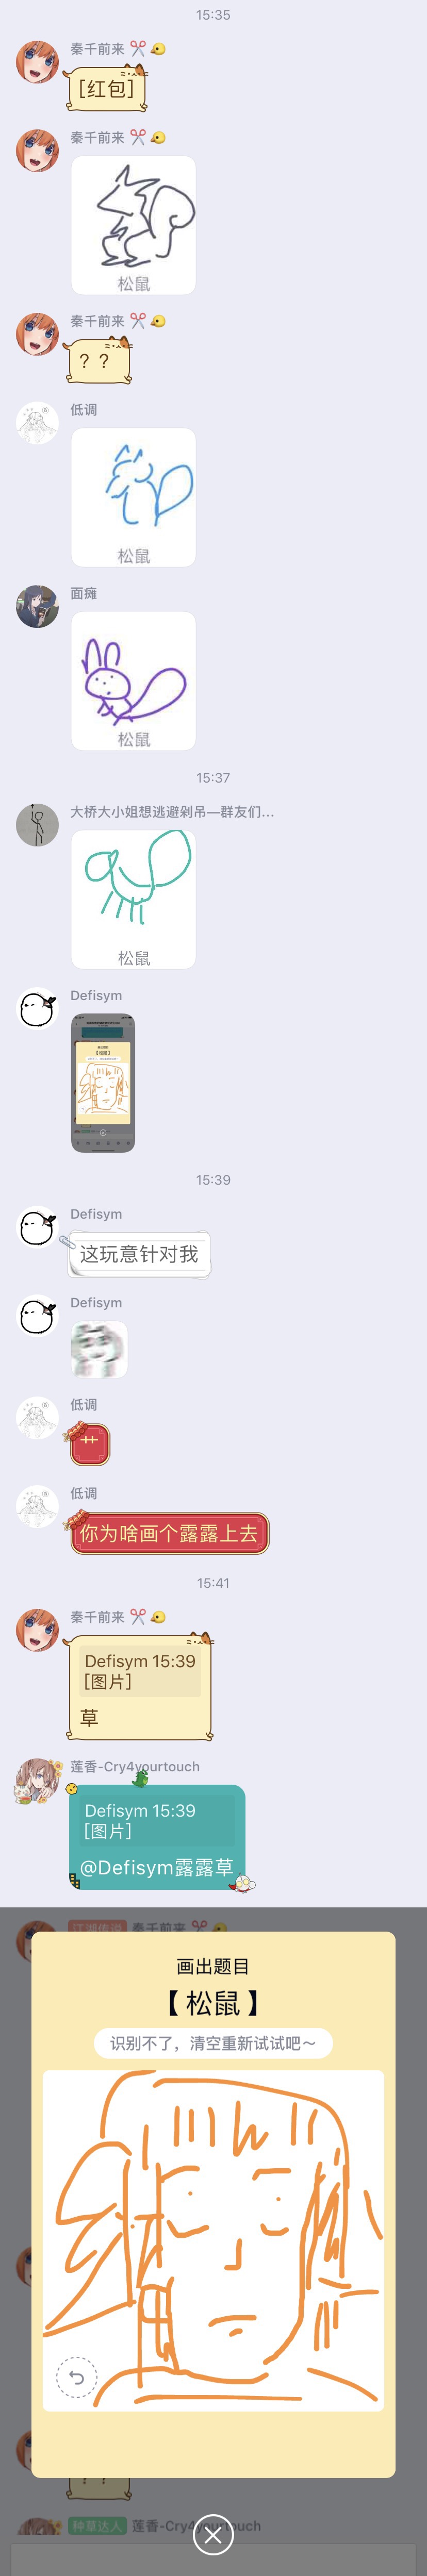 15:35
秦千前来
[红包]
秦千前来
松鼠
秦千前来
？？
低调
松鼠
面瘫
松鼠
15:37
大桥大小姐想逃避剁吊—群友们...
松鼠
Defisym
15:39
Defisym
这玩意针对我
Defisym
低调
艹
低调
你为啥画个露露上去
15:41
秦千前来
Defisym 15:39
[图片]
草
莲香-Cry4yourtouch
Defisym 15:39
[图片]
@Defisym露露草
江湖传说 秦千前来
画出题目
【 松鼠 】
识别不了，清空重新试试吧～
种草达人 莲香-Cry4yourtouch